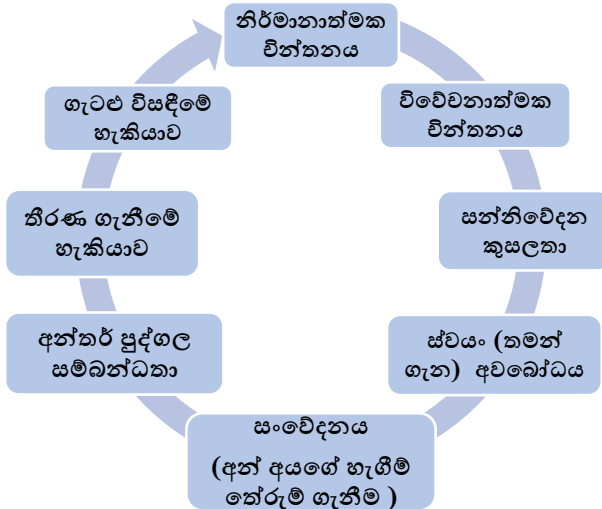 නිර්මානාත්මක
චින්තනය
විවේචනාත්මක
චින්තනය
සන්නිවේදන
කුසලතා
ස්වයං (තමන්
ගැන) අවබෝධය
සංවේදනය
(අන් අයගේ හැගීම්
තේරුම් ගැනීම )
අන්තර් පුද්ගල
සම්බන්ධතා
තීරණ ගැනීමේ
හැකියාව
ගැටළු විසඳීමේ
හැකියාව